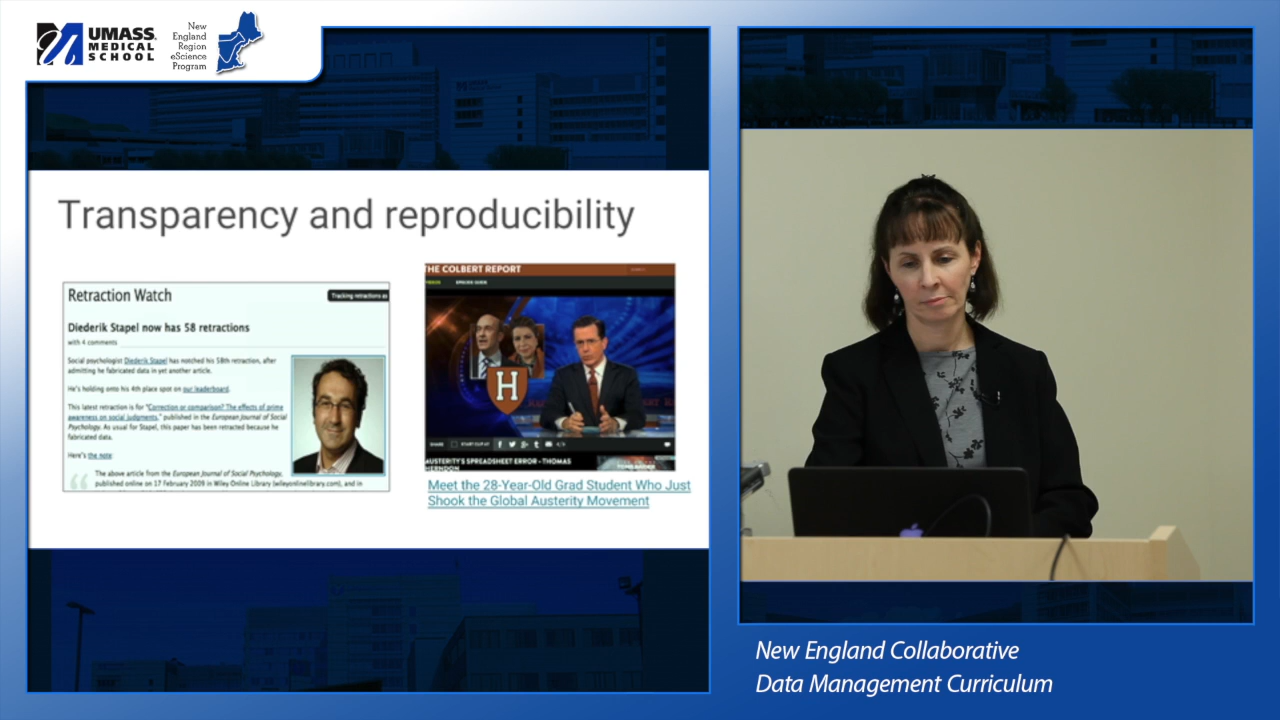 UMASS
MEDICAL
SCHOOL
New
England
Region
eScience
Program
Transparency and reproducibility
Retraction Watch
Tracking retractions as
Diederik Stapel now has 58 retractions
with 4 comments
Social psychologist Diederik Stapel has notched his 58th retraction, after
admitting he fabricated data in yet another article.
He's holding onto his 4th place spot on our leaderboard.
This latest retraction is for "Correction or comparison? The effects of prime
awareness on social judgments," published in the European Journal of Social
Psychology. As usual for Stapel, this paper has been retracted because he
fabricated data.
Here's the note:
The above article from the European Journal of Social Psychology,
published online on 17 February 2009 in Wiley Online Library (wileyonlinelibrary.com), and in
THE COLBERT REPORT
EPISODE GUIDE
H
SHARE
START CLIP AT
AUSTERITY'S SPREADSHEET ERROR - THOMAS
HERNDON
Meet the 28-Year-Old Grad Student Who Just
Shook the Global Austerity Movement
New England Collaborative
Data Management Curriculum